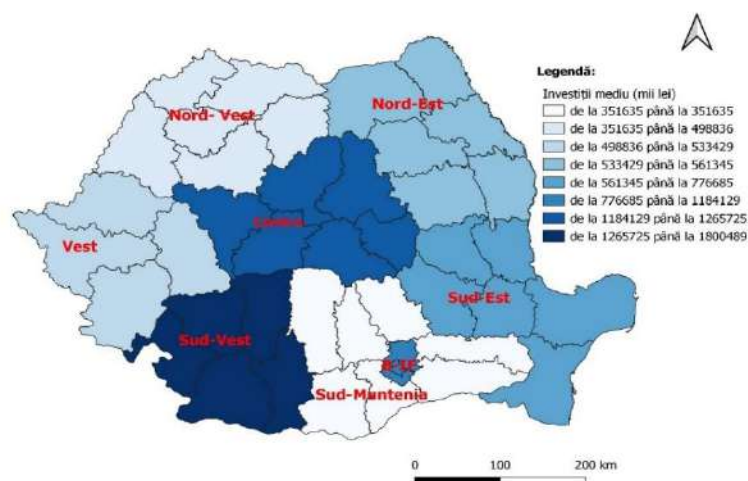 Legendă:
Investiții mediu (mii lei)
de la 351635 până la 351635
de la 351635 până la 498836
de la 498836 până la 533429
de la 533429 până la 561345
de la 561345 până la 776685
de la 776685 până la 1184129
de la 1184129 până la 1265725
de la 1265725 până la 1800489
Nord- Vest
Nord-Est
Centru
Vest
Sud-Est
Sud-Vest
B-IF
Sud-Muntenia
0 100 200 km